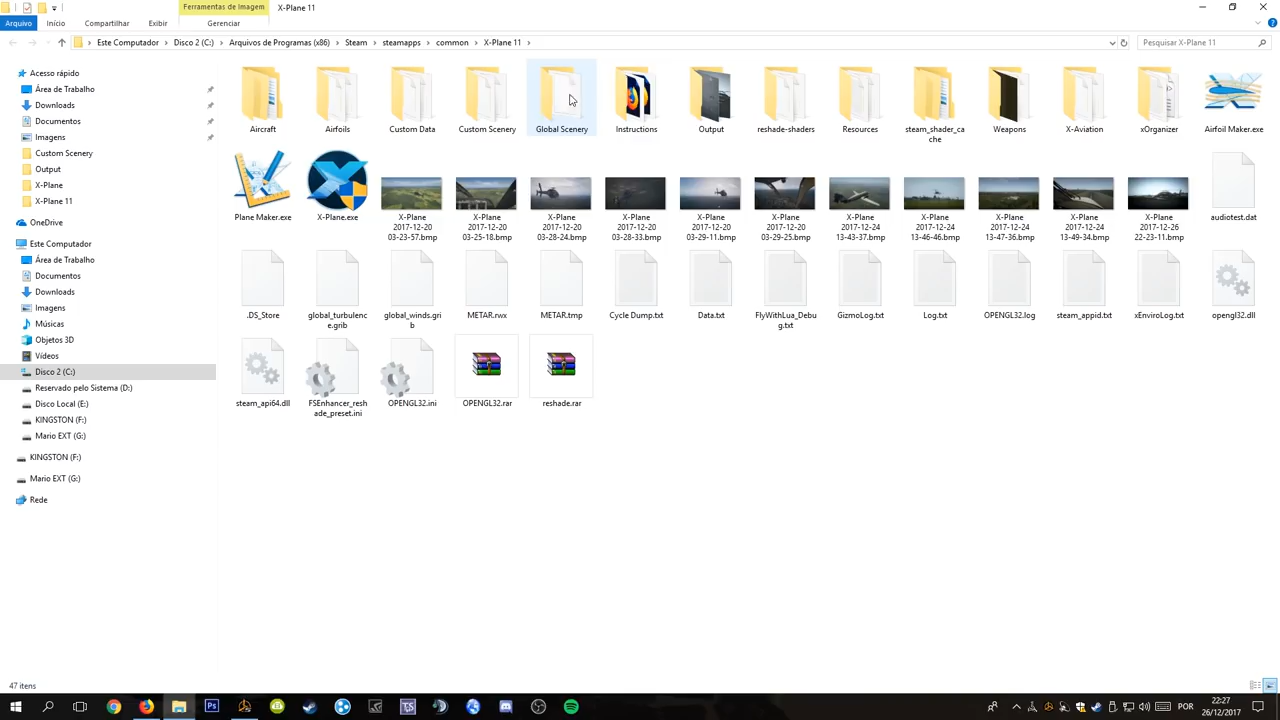 Ferramentas de Imagem
X-Plane 11
Arquivo
Início
Compartilhar
Exibir
Gerenciar
Este Computador
Disco 2 (C:)
Arquivos de Programas (x86)
Steam
steamapps
common
X-Plane 11
Pesquisar X-Plane 11
Acesso rápido
Área de Trabalho
Downloads
Documentos
Imagens
Custom Scenery
Output
X-Plane
X-Plane 11
OneDrive
Este Computador
Área de Trabalho
Documentos
Downloads
Imagens
Músicas
Objetos 3D
Vídeos
Disco 2 (C:)
Reservado pelo Sistema (D:)
Disco Local (E:)
KINGSTON (F:)
Mario EXT (G:)
KINGSTON (F:)
Mario EXT (G:)
Rede
Aircraft
Airfoils
Custom Data
Custom Scenery
Global Scenery
Instructions
Output
reshade-shaders
Resources
steam_shader_ca
che
Weapons
X-Aviation
xOrganizer
Airfoil Maker.exe
Plane Maker.exe
X-Plane.exe
X-Plane
2017-12-20
03-23-57.bmp
X-Plane
2017-12-20
03-25-18.bmp
X-Plane
2017-12-20
03-28-24.bmp
X-Plane
2017-12-20
03-28-33.bmp
X-Plane
2017-12-20
03-29-11.bmp
X-Plane
2017-12-20
03-29-25.bmp
X-Plane
2017-12-24
13-43-37.bmp
X-Plane
2017-12-24
13-46-46.bmp
X-Plane
2017-12-24
13-47-36.bmp
X-Plane
2017-12-24
13-49-34.bmp
X-Plane
2017-12-26
22-23-11.bmp
audiotest.dat
.DS_Store
global_turbulenc
e.grib
global_winds.gri
b
METAR.rwx
METAR.tmp
Cycle Dump.txt
Data.txt
FlyWithLua_Debu
g.txt
GizmoLog.txt
Log.txt
OPENGL32.log
steam_appid.txt
xEnviroLog.txt
opengl32.dll
steam_api64.dll
FSEnhancer_resh
ade_preset.ini
OPENGL32.ini
OPENGL32.rar
reshade.rar
47 itens
POR
22:27
26/12/2017